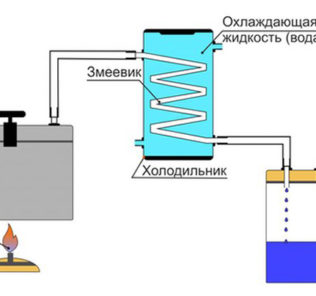 Охлаждающая
жидкость (вода
Змеевик
Холодильник